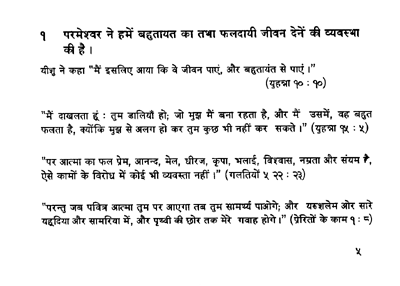 १ परमेश्वर ने हमें बहुतायत का तथा फलदायी जीवन देनें की व्यवस्था
की है ।
यीशु ने कहा “मैं इसलिए आया कि वे जीवन पाएं, और बहुतायंत से पाएं ।”
(यूहन्ना १० : १०)
“मैं दाखलता हूं : तुम डालियाँ हो; जो मुझ में बना रहता है, और मैं उसमें, वह बहुत
फलता है, क्योंकि मुझ से अलग हो कर तुम कुछ भी नहीं कर सकते ।” (यूहन्ना १५ : ५)
“पर आत्मा का फल प्रेम, आनन्द, मेल, धीरज, कृपा, भलाई, विश्वास, नम्रता और संयम है,
ऐसे कामों के विरोध में कोई भी व्यवस्ता नहीं ।” (गलतियों ५ २२ : २३)
“परन्तु जब पवित्र आत्मा तुम पर आएगा तब तुम सामर्थ्य पाओगे; और यरूशलेम ओर सारे
यहूदिया और सामरिया में, और पृथ्वी की छोर तक मेरे गवाह होगे ।” (प्रेरितों के काम १ : ८)
५